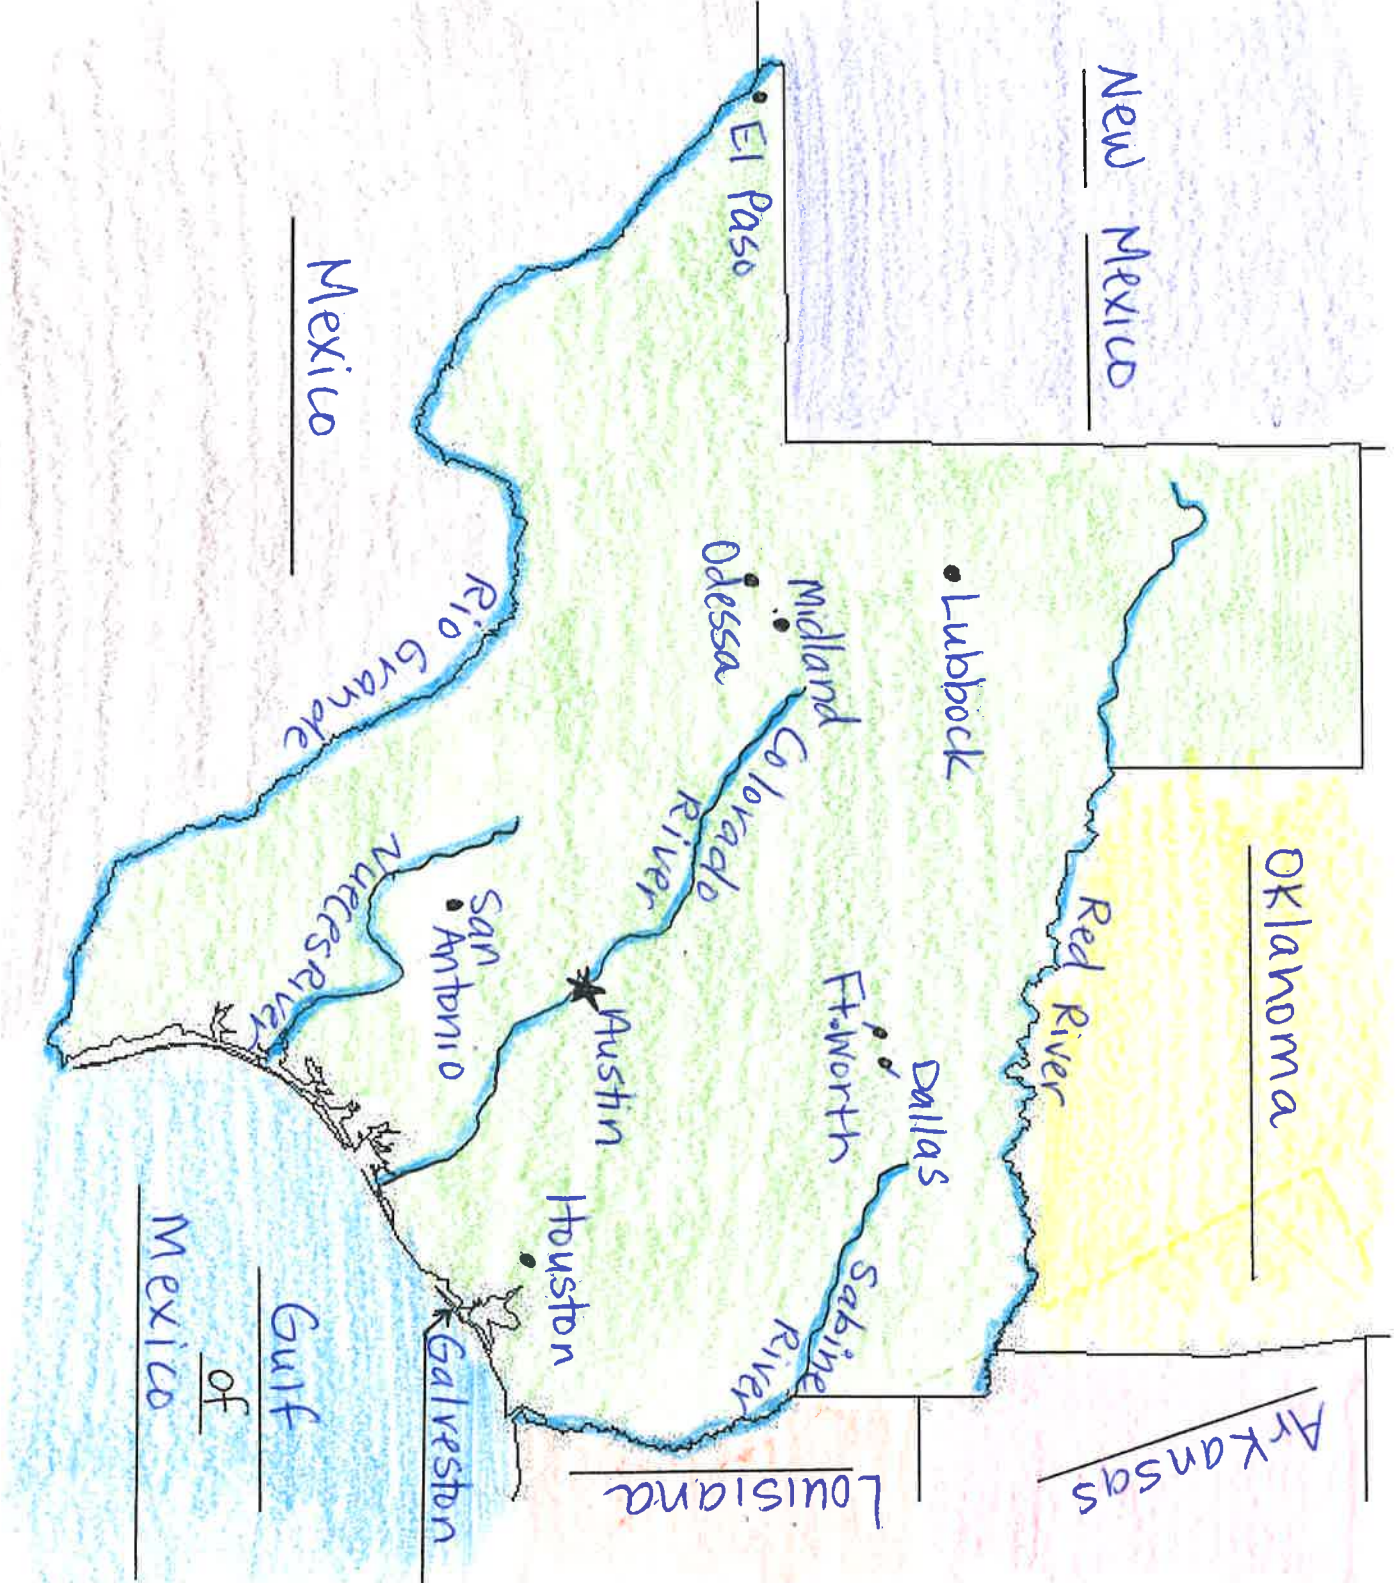 New Mexico
Oklahoma
Arkansas
El Paso
Lubbock
Red River
Midland
Odessa
Dallas
Ft. Worth
Colorado
River
Sabine
River
Louisiana
Mexico
Rio Grande
Austin
San
Antonio
Houston
Nueces River
Galveston
Gulf
of
Mexico